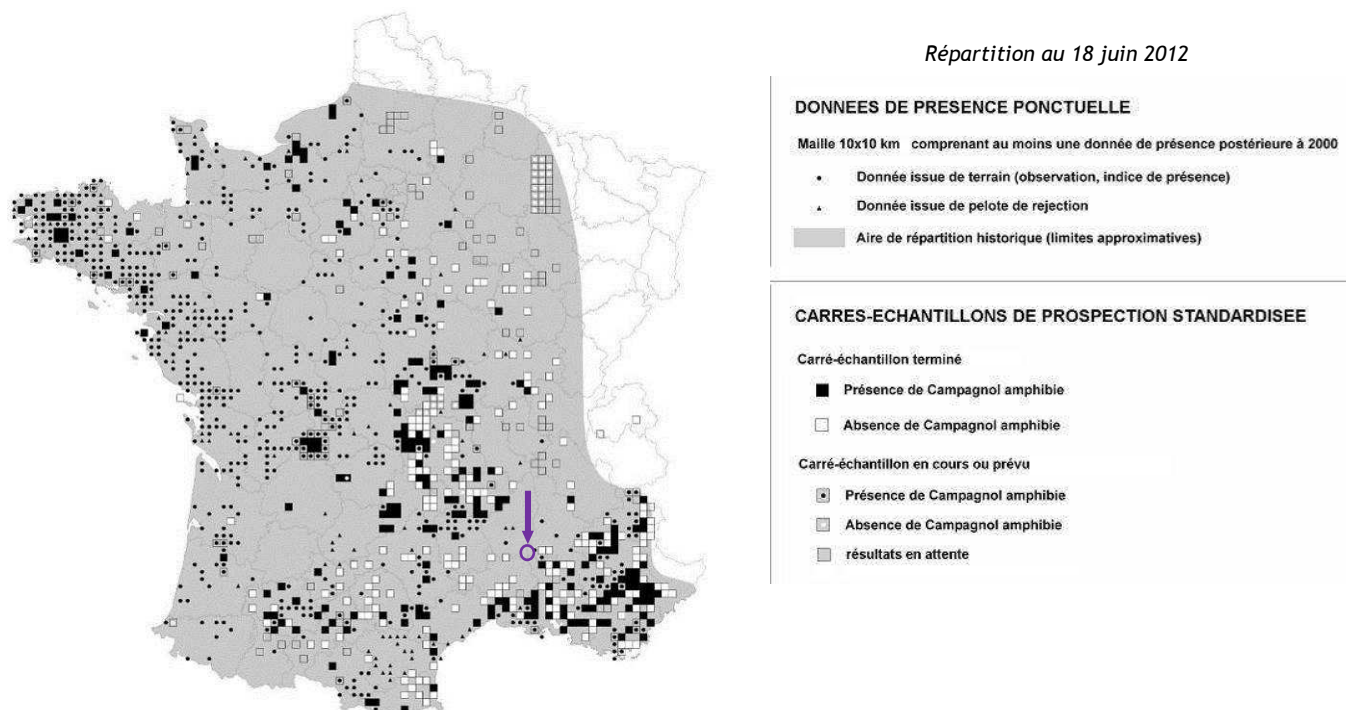 Répartition au 18 juin 2012
DONNEES DE PRESENCE PONCTUELLE
Maille 10x10 km comprenant au moins une donnée de présence postérieure à 2000
Donnée issue de terrain (observation, indice de présence)
Donnée issue de pelote de rejection
Aire de répartition historique (limites approximatives)
CARRES-ECHANTILLONS DE PROSPECTION STANDARDISEE
Carré-échantillon terminé
Présence de Campagnol amphibie
Absence de Campagnol amphibie
Carré-échantillon en cours ou prévu
Présence de Campagnol amphibie
Absence de Campagnol amphibie
résultats en attente